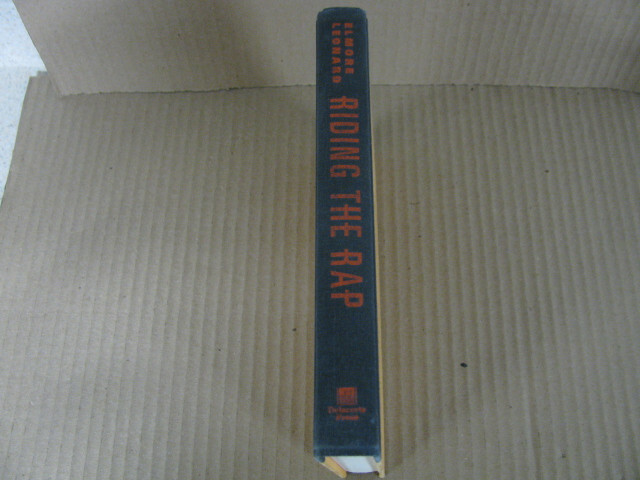 ELMORE
LEONARD
RIDING THE RAP
Delacorte
Press